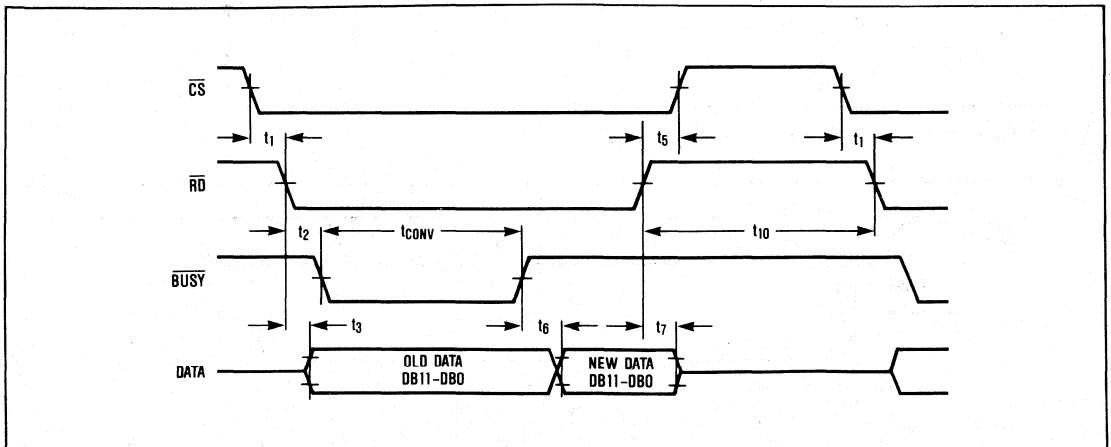 CS
t1 t5 t1
RD
t2 tCONV t10
BUSY
t3 t6 t7
DATA
OLD DATA
DB11-DB0
NEW DATA
DB11-DB0